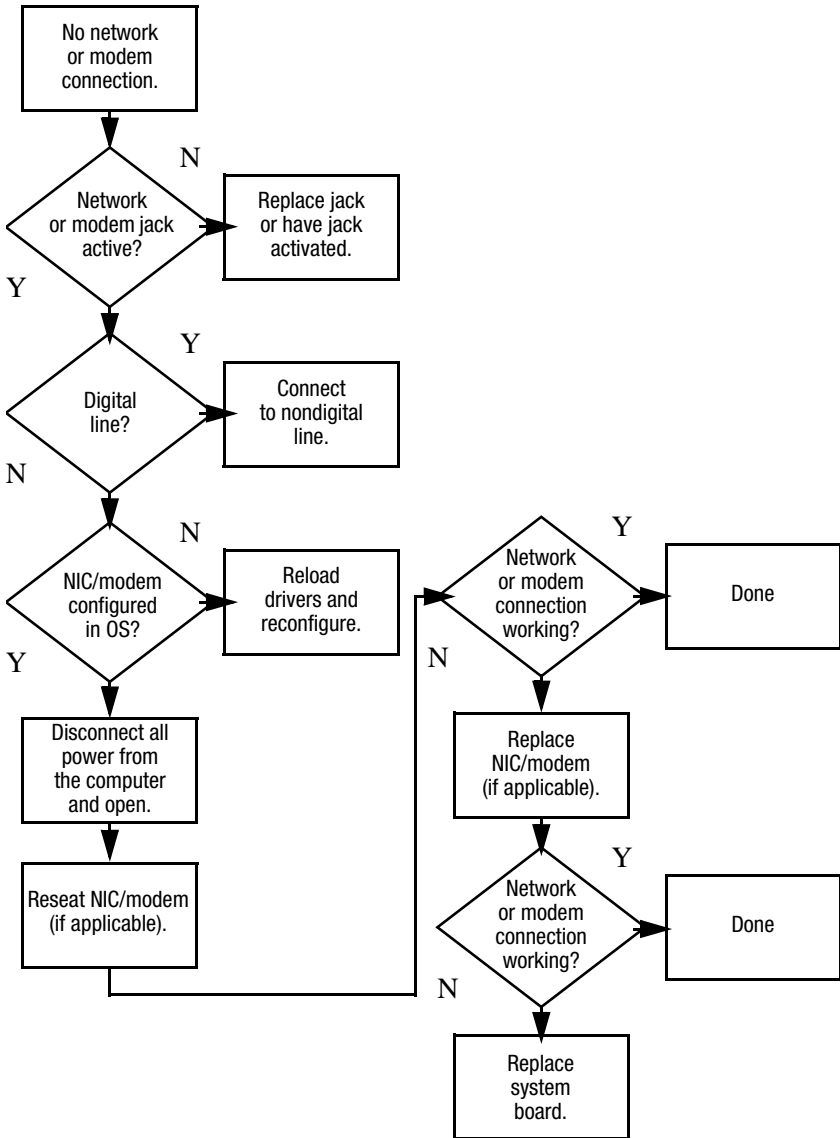 No network
or modem
connection.
N
Network
or modem jack
active?
Replace jack
or have jack
activated.
Y
Y
Digital
line?
Connect
to nondigital
line.
N
N
NIC/modem
configured
in OS?
Reload
drivers and
reconfigure.
Y
Disconnect all
power from
the computer
and open.
Reseat NIC/modem
(if applicable).
Y
Network
or modem
connection
working?
Done
N
Replace
NIC/modem
(if applicable).
Y
Network
or modem
connection
working?
Done
N
Replace
system
board.